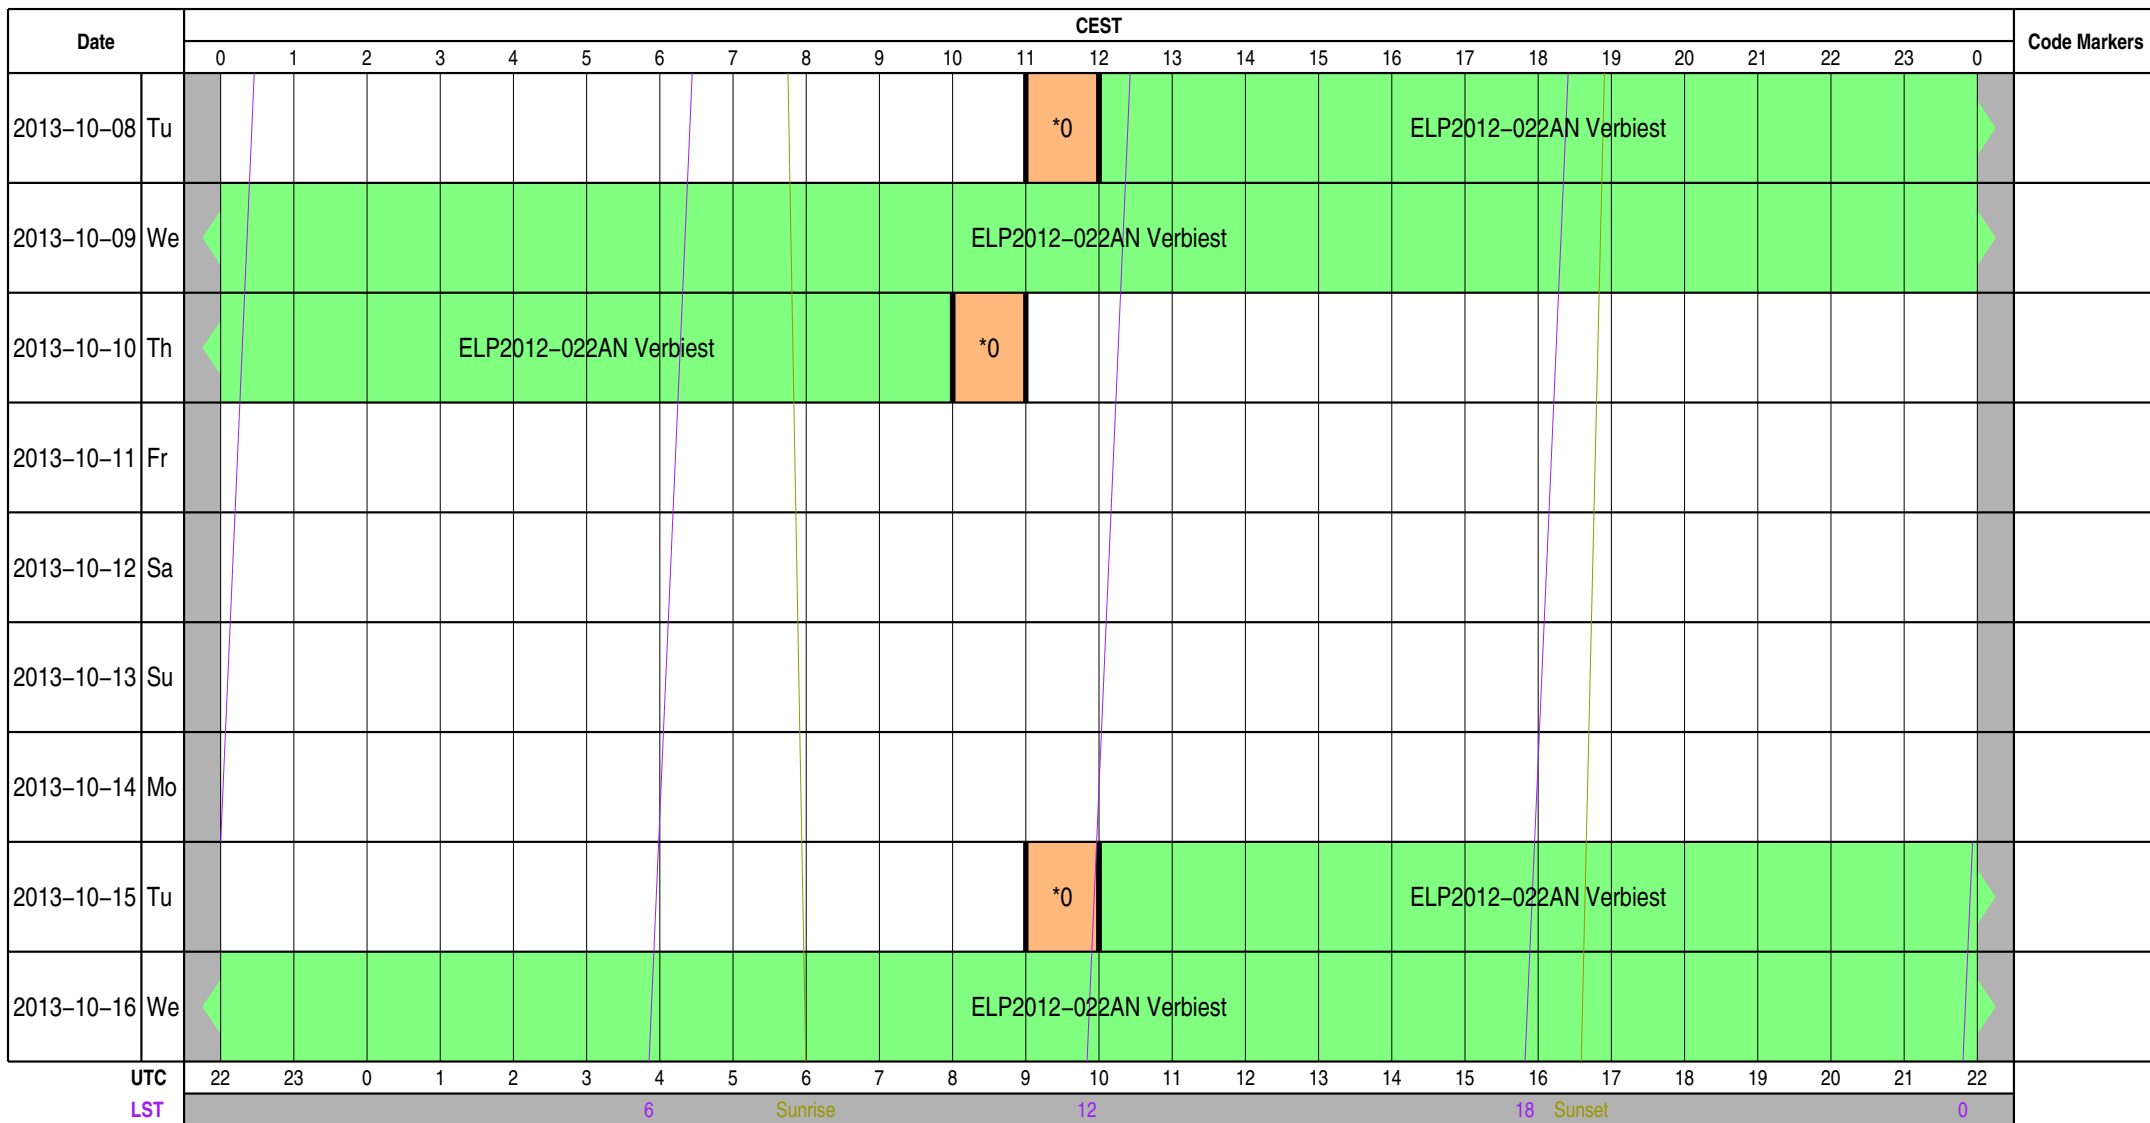 Date CEST Code Markers
0 1 2 3 4 5 6 7 8 9 10 11 12 13 14 15 16 17 18 19 20 21 22 23 0
2013−10−08 Tu *0 ELP2012−022AN Verbiest
2013−10−09 We ELP2012−022AN Verbiest
2013−10−10 Th ELP2012−022AN Verbiest *0
2013−10−11 Fr
2013−10−12 Sa
2013−10−13 Su
2013−10−14 Mo
2013−10−15 Tu *0 ELP2012−022AN Verbiest
2013−10−16 We ELP2012−022AN Verbiest
UTC 22 23 0 1 2 3 4 5 6 7 8 9 10 11 12 13 14 15 16 17 18 19 20 21 22
LST 6 Sunrise 12 18 Sunset 0